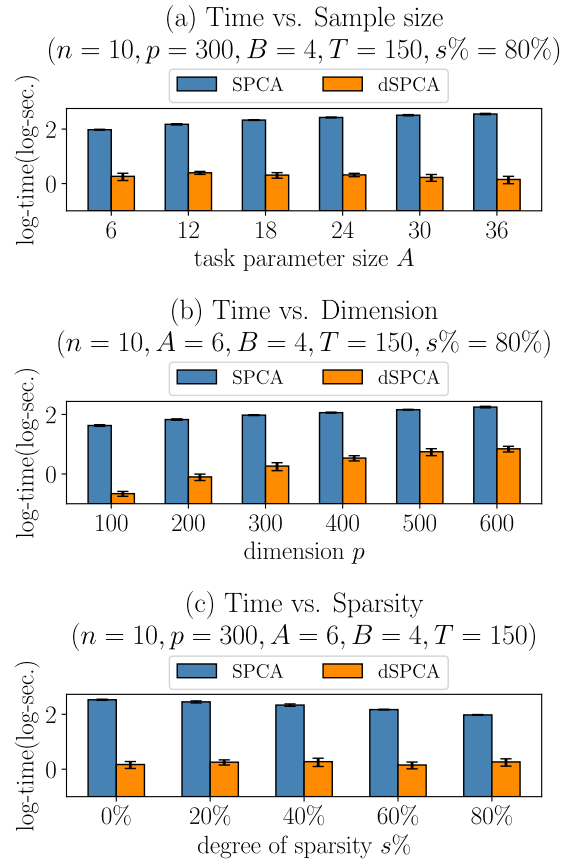 (a) Time vs. Sample size
(n = 10, p = 300, B = 4, T = 150, s% = 80%)
SPCA dSPCA
log-time(log-sec.)
2
0
6 12 18 24 30 36
task parameter size A
(b) Time vs. Dimension
(n = 10, A = 6, B = 4, T = 150, s% = 80%)
SPCA dSPCA
log-time(log-sec.)
2
0
100 200 300 400 500 600
dimension p
(c) Time vs. Sparsity
(n = 10, p = 300, A = 6, B = 4, T = 150)
SPCA dSPCA
log-time(log-sec.)
2
0
0% 20% 40% 60% 80%
degree of sparsity s%